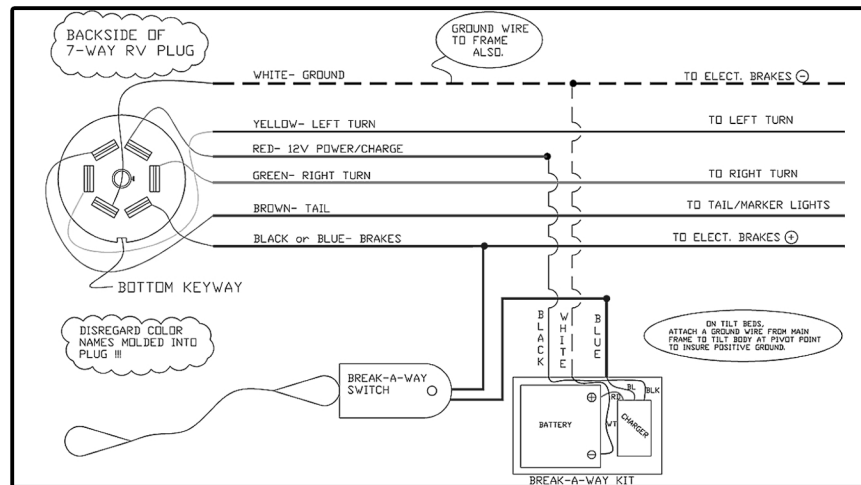 BACKSIDE OF
7-WAY RV PLUG
GROUND WIRE
TO FRAME
ALSO.
WHITE- GROUND
TO ELECT. BRAKES ⊖
YELLOW- LEFT TURN
TO LEFT TURN
RED- 12V POWER/CHARGE
GREEN- RIGHT TURN
TO RIGHT TURN
BROWN- TAIL
TO TAIL/MARKER LIGHTS
BLACK or BLUE- BRAKES
TO ELECT. BRAKES ⊕
BOTTOM KEYWAY
DISREGARD COLOR
NAMES MOLDED INTO
PLUG !!!
BLACK
WHITE
BLUE
ON TILT BEDS,
ATTACH A GROUND WIRE FROM MAIN
FRAME TO TILT BODY AT PIVOT POINT
TO INSURE POSITIVE GROUND.
BREAK-A-WAY
SWITCH
BL
BLK
RD
WT
⊕
BATTERY
CHARGER
⊖
BREAK-A-WAY KIT